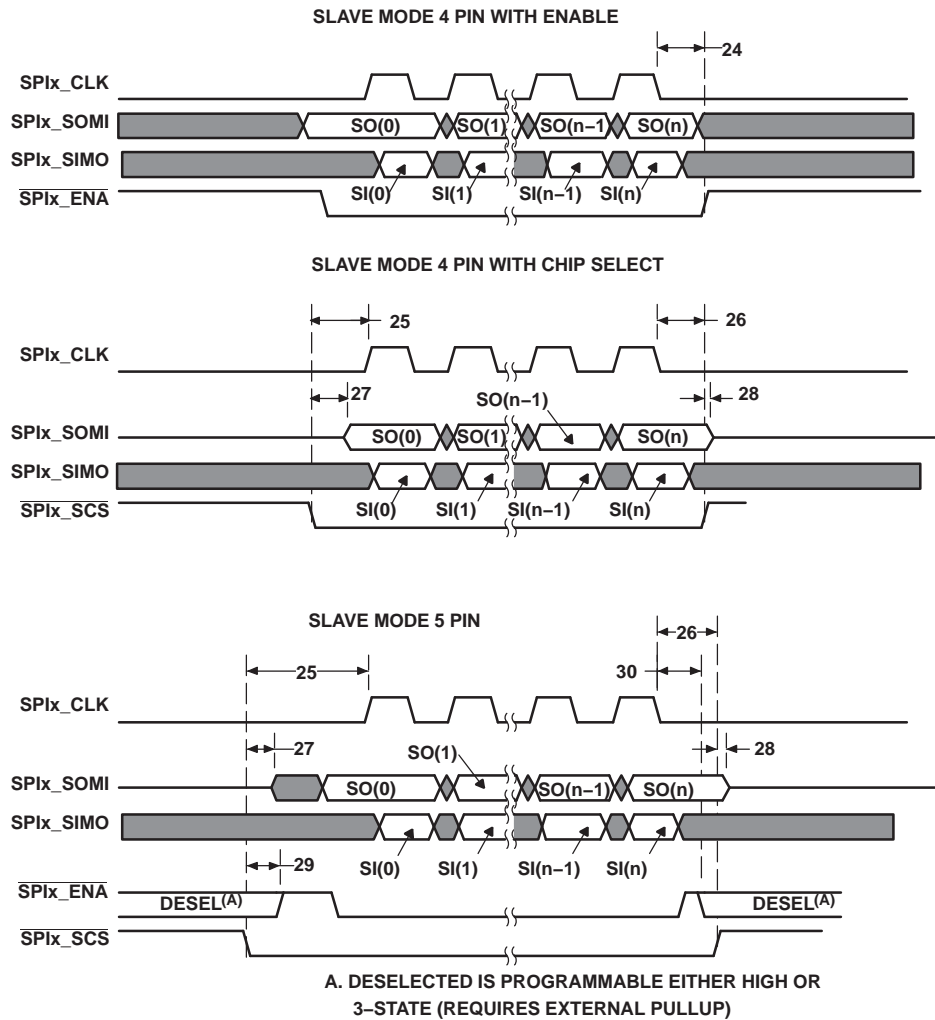 SLAVE MODE 4 PIN WITH ENABLE
24
SPIx_CLK
SPIx_SOMI
SO(0) SO(1) SO(n−1 SO(n)
SPIx_SIMO
SI(0) SI(1) SI(n−1) SI(n)
SPIx_ENA
SLAVE MODE 4 PIN WITH CHIP SELECT
25 26
SPIx_CLK
27 SO(n−1) 28
SPIx_SOMI
SO(0) SO(1) SO(n)
SPIx_SIMO
SI(0) SI(1) SI(n−1) SI(n)
SPIx_SCS
SLAVE MODE 5 PIN
26
25 30
SPIx_CLK
27 SO(1) 28
SPIx_SOMI
SO(0) SO(n−1) SO(n)
SPIx_SIMO
SI(0) SI(1) SI(n−1) SI(n)
29
SPIx_ENA
DESEL(A) DESEL(A)
SPIx_SCS
A. DESELECTED IS PROGRAMMABLE EITHER HIGH OR
3−STATE (REQUIRES EXTERNAL PULLUP)